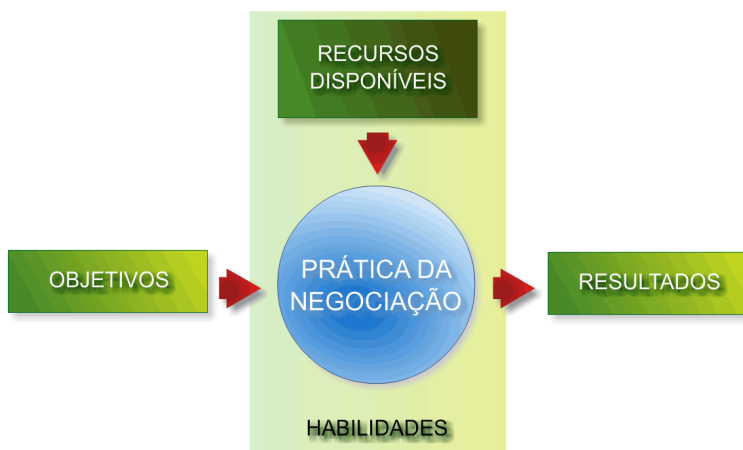 RECURSOS
DISPONÍVEIS
OBJETIVOS
PRÁTICA DA
NEGOCIAÇÃO
RESULTADOS
HABILIDADES